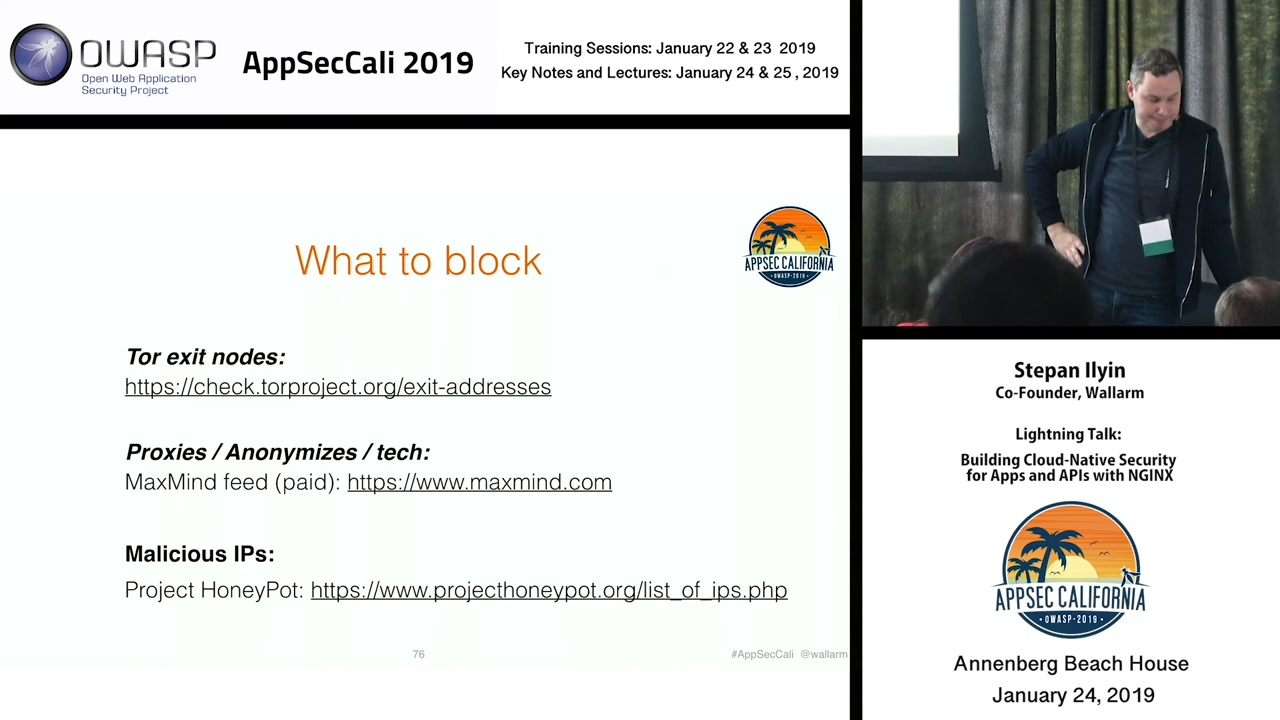 OWASP
Open Web Application
Security Project
AppSecCali 2019
Training Sessions: January 22 & 23 2019
Key Notes and Lectures: January 24 & 25 , 2019
What to block
APPSEC CALIFORNIA
• OWASP-2019 •
Tor exit nodes:
https://check.torproject.org/exit-addresses
Proxies / Anonymizes / tech:
MaxMind feed (paid): https://www.maxmind.com
Malicious IPs:
Project HoneyPot: https://www.projecthoneypot.org/list_of_ips.php
76
#AppSecCali @wallarm
Stepan Ilyin
Co-Founder, Wallarm
Lightning Talk:
Building Cloud-Native Security
for Apps and APIs with NGINX
APPSEC CALIFORNIA
• OWASP-2019 •
Annenberg Beach House
January 24, 2019